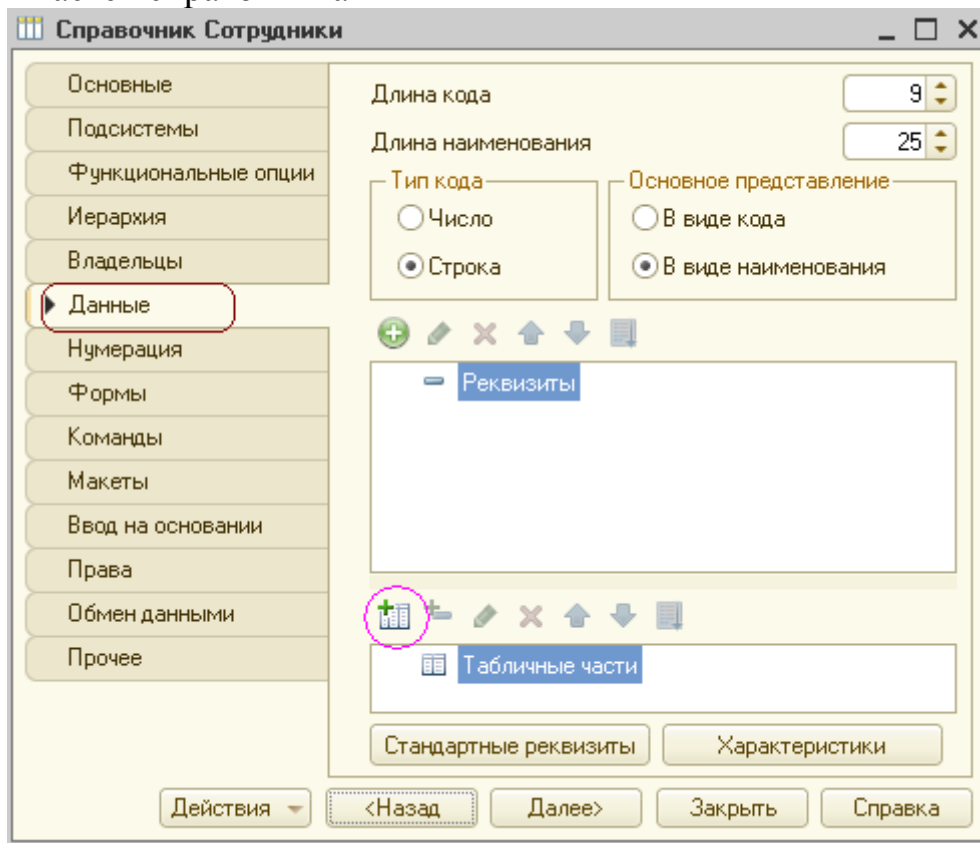 Справочник Сотрудники
Основные
Подсистемы
Функциональные опции
Иерархия
Владельцы
Данные
Нумерация
Формы
Команды
Макеты
Ввод на основании
Права
Обмен данными
Прочее
Длина кода 9
Длина наименования 25
Тип кода
Число
Строка
Основное представление
В виде кода
В виде наименования
Реквизиты
Табличные части
Стандартные реквизиты Характеристики
Действия <Назад Далее> Закрыть Справка